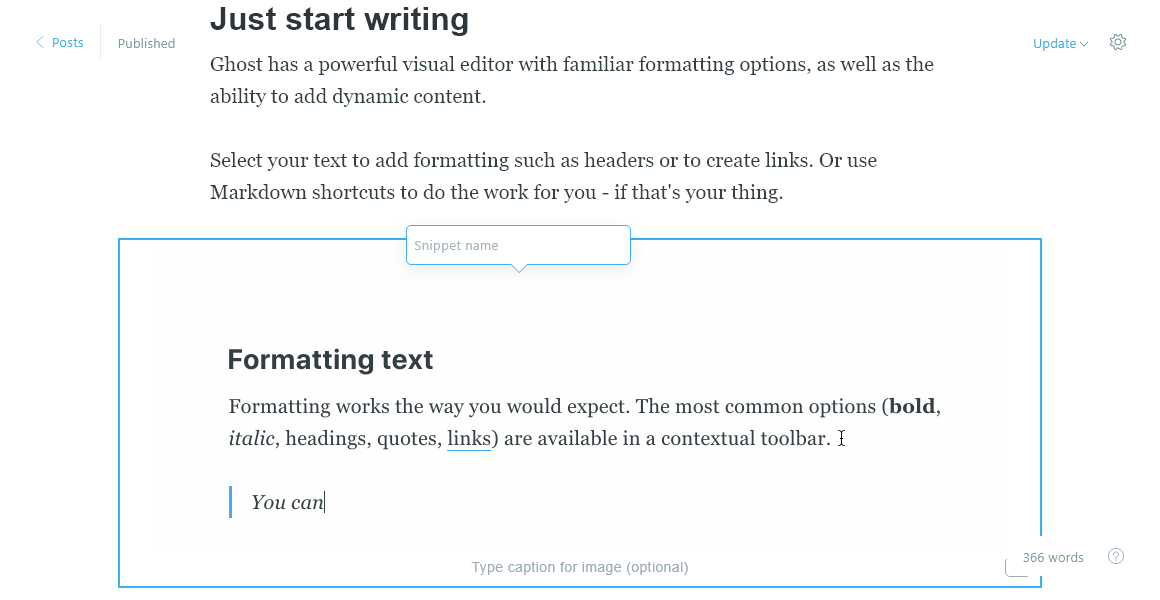 Just start writing
Posts
Published
Update
Ghost has a powerful visual editor with familiar formatting options, as well as the
ability to add dynamic content.
Select your text to add formatting such as headers or to create links. Or use
Markdown shortcuts to do the work for you - if that's your thing.
Snippet name
Formatting text
Formatting works the way you would expect. The most common options (bold,
italic, headings, quotes, links) are available in a contextual toolbar.
You can
Type caption for image (optional)
366 words
?